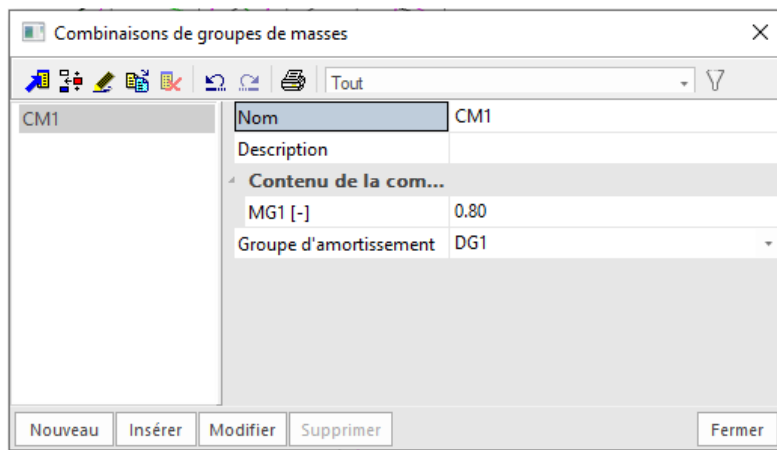 Combinaisons de groupes de masses
Tout
CM1
Nom CM1
Description
Contenu de la com...
MG1 [-] 0.80
Groupe d'amortissement DG1
Nouveau Insérer Modifier Supprimer Fermer